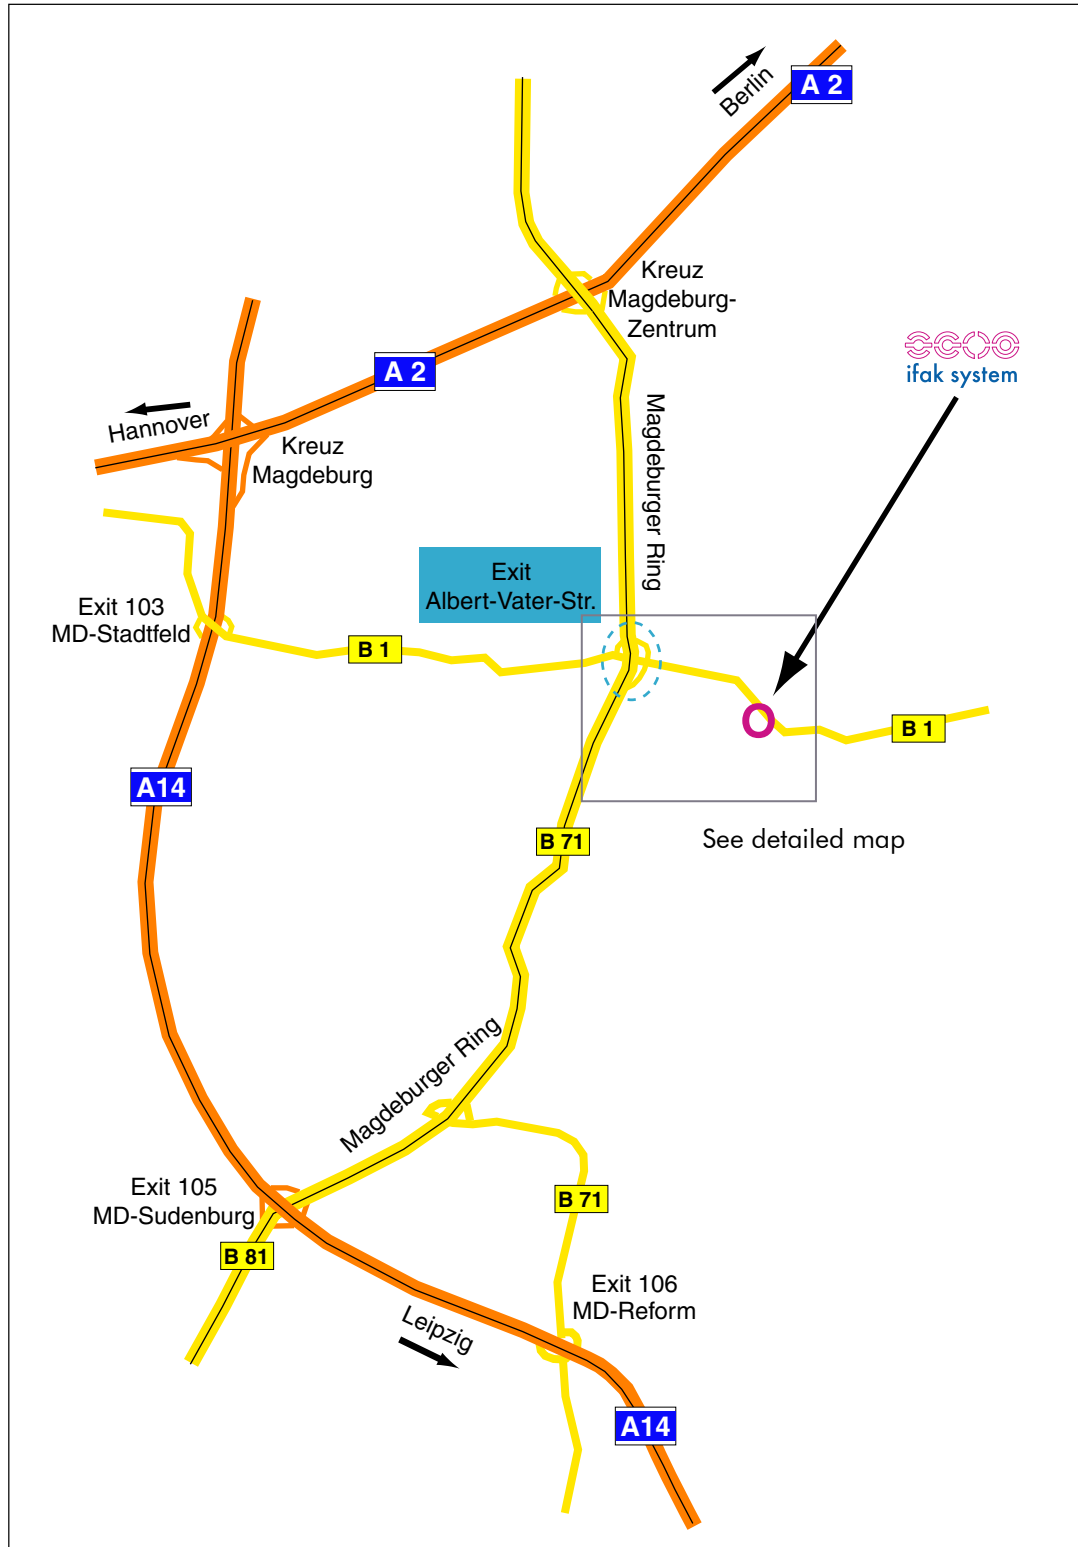 Berlin
A 2
Kreuz
Magdeburg-
Zentrum
ifak system
A 2
Hannover
Kreuz
Magdeburg
Magdeburger Ring
Exit
Albert-Vater-Str.
Exit 103
MD-Stadtfeld
B 1
B 1
A14
B 71
See detailed map
Magdeburger Ring
Exit 105
MD-Sudenburg
B 71
B 81
Exit 106
MD-Reform
Leipzig
A14